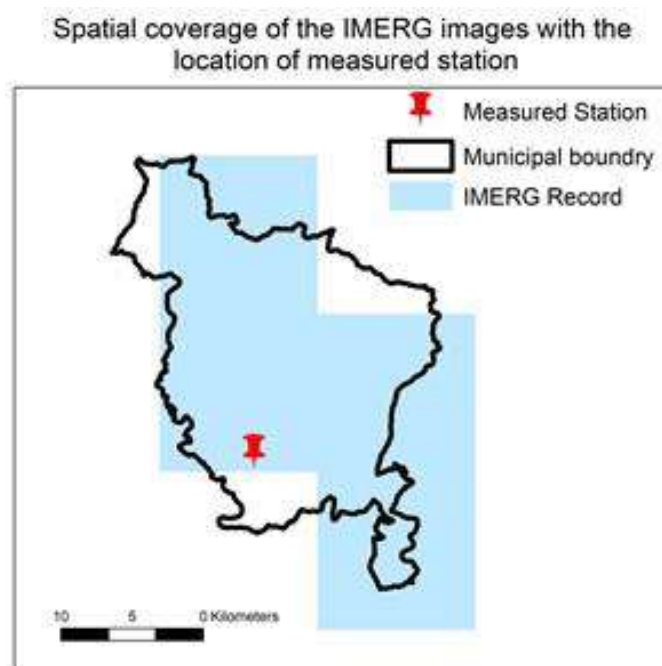 Spatial coverage of the IMERG images with the
location of measured station
Measured Station
Municipal boundry
IMERG Record
10 5 0 Kilometers